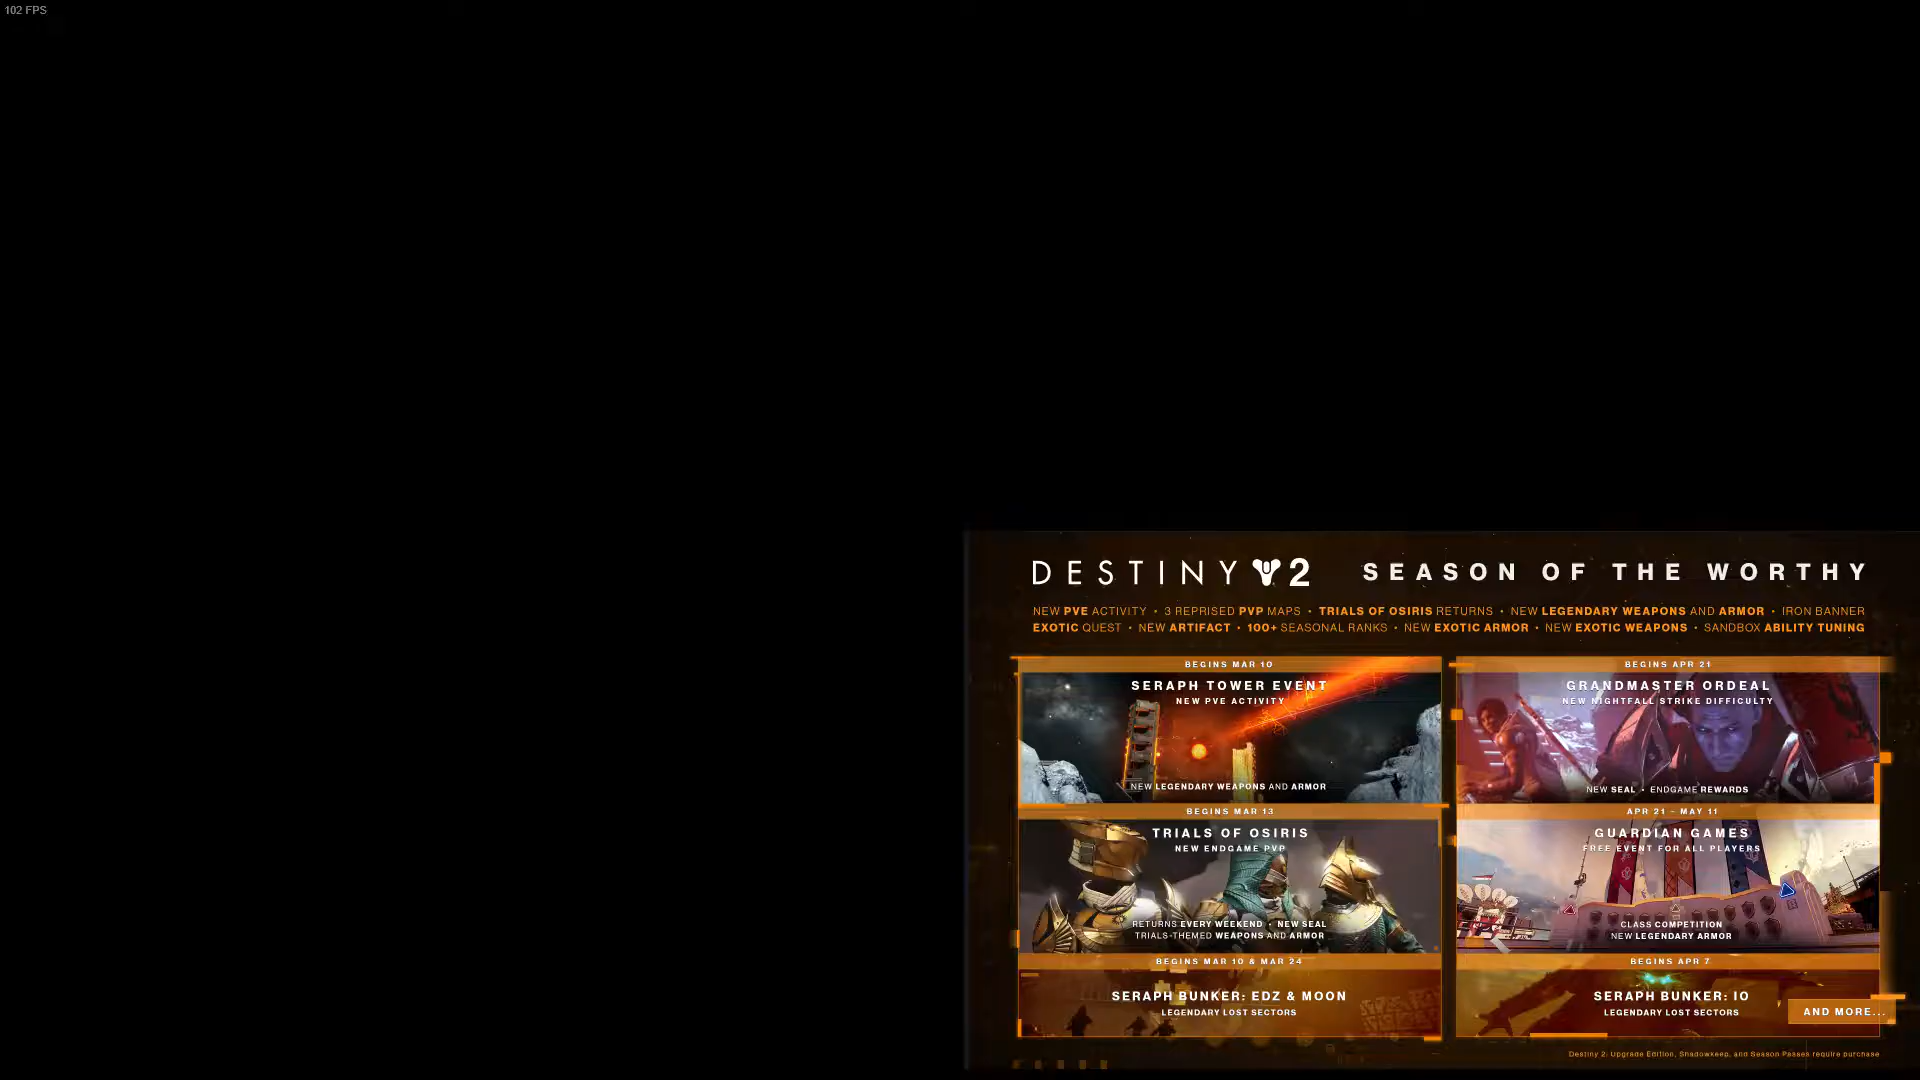 102 FPS
DESTINY 2 SEASON OF THE WORTHY
NEW PVE ACTIVITY • 3 REPRISED PVP MAPS • TRIALS OF OSIRIS RETURNS • NEW LEGENDARY WEAPONS AND ARMOR • IRON BANNER
EXOTIC QUEST • NEW ARTIFACT • 100+ SEASONAL RANKS • NEW EXOTIC ARMOR • NEW EXOTIC WEAPONS • SANDBOX ABILITY TUNING
BEGINS MAR 10
SERAPH TOWER EVENT
NEW PVE ACTIVITY
NEW LEGENDARY WEAPONS AND ARMOR
BEGINS APR 21
GRANDMASTER ORDEAL
NEW NIGHTFALL STRIKE DIFFICULTY
NEW SEAL • ENDGAME REWARDS
BEGINS MAR 13
TRIALS OF OSIRIS
NEW ENDGAME PVP
RETURNS EVERY WEEKEND • NEW SEAL
TRIALS-THEMED WEAPONS AND ARMOR
APR 21 - MAY 11
GUARDIAN GAMES
FREE EVENT FOR ALL PLAYERS
CLASS COMPETITION
NEW LEGENDARY ARMOR
BEGINS MAR 10 & MAR 24
SERAPH BUNKER: EDZ & MOON
LEGENDARY LOST SECTORS
BEGINS APR 7
SERAPH BUNKER: IO
LEGENDARY LOST SECTORS
AND MORE...
Destiny 2: Upgrade Edition, Shadowkeep, and Season Passes require purchase